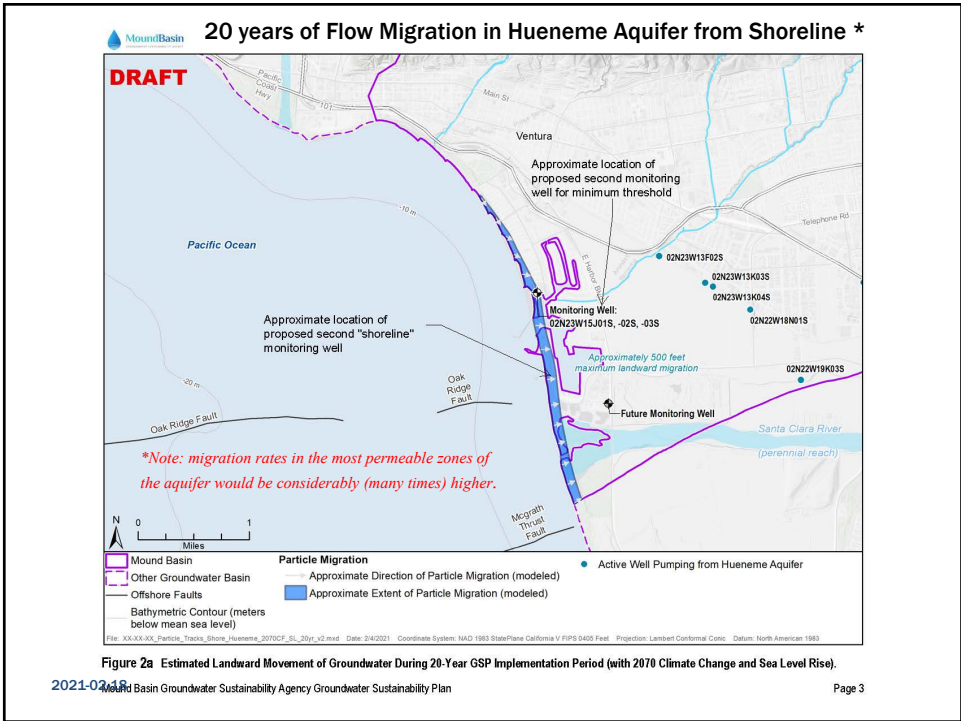 MoundBasin
20 years of Flow Migration in Hueneme Aquifer from Shoreline *
DRAFT
Pacific
Coast
Hwy
101
Main St
Ventura
Approximate location of
proposed second monitoring
well for minimum threshold
-10 m
Telephone Rd
Pacific Ocean
E Harbor Blvd
02N23W13F02S
02N23W13K03S
02N23W13K04S
02N22W18N01S
Monitoring Well:
02N23W15J01S, -02S, -03S
Approximate location of
proposed second "shoreline"
monitoring well
Approximately 500 feet
maximum landward migration
02N22W19K03S
-20 m
Oak
Ridge
Fault
Future Monitoring Well
Oak Ridge Fault
Santa Clara River
(perennial reach)
*Note: migration rates in the most permeable zones of
the aquifer would be considerably (many times) higher.
Mcgrath
Thrust
Fault
N
0 1
Miles
Mound Basin
Other Groundwater Basin
Offshore Faults
Bathymetric Contour (meters
below mean sea level)
Particle Migration
Approximate Direction of Particle Migration (modeled)
Approximate Extent of Particle Migration (modeled)
Active Well Pumping from Hueneme Aquifer
File: XX-XX-XX_Particle_Tracks_Shore_Hueneme_2070CF_SL_20yr_v2.mxd Date: 2/4/2021 Coordinate System: NAD 1983 StatePlane California V FIPS 0405 Feet Projection: Lambert Conformal Conic Datum: North American 1983
Figure 2a Estimated Landward Movement of Groundwater During 20-Year GSP Implementation Period (with 2070 Climate Change and Sea Level Rise).
2021-02-18
Mound Basin Groundwater Sustainability Agency Groundwater Sustainability Plan
Page 3